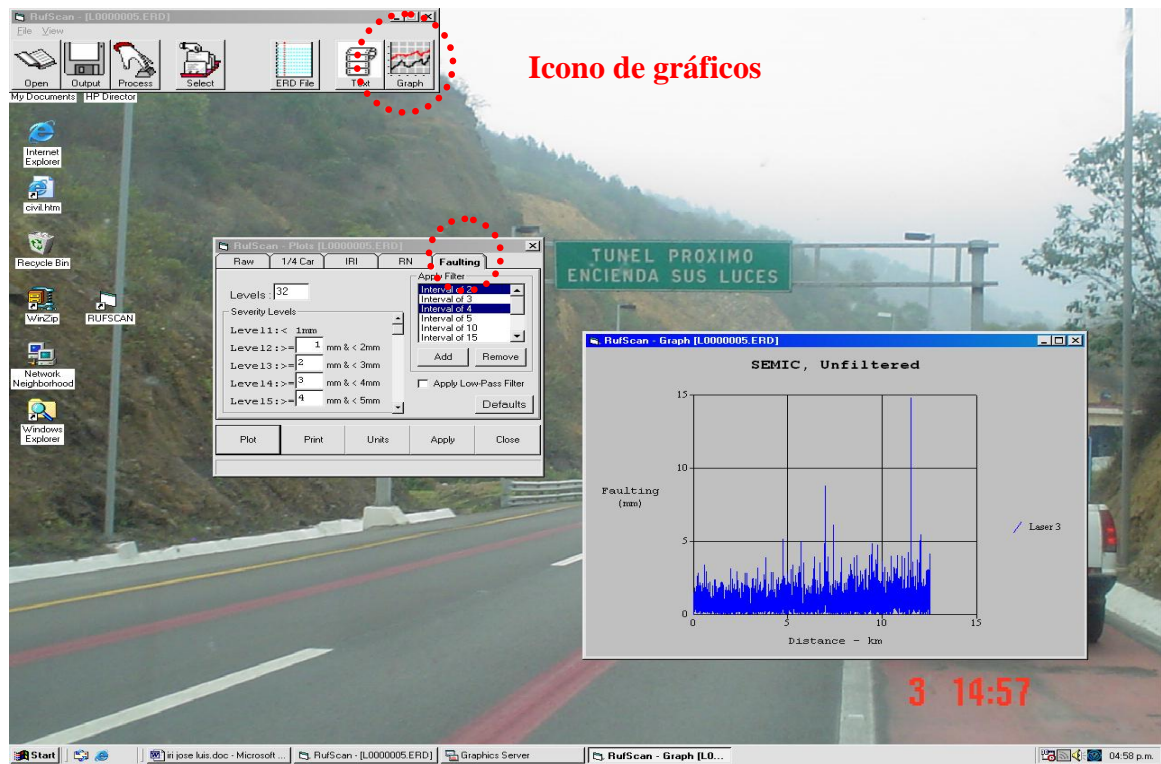 RufScan - [L0000005.ERD]
File View
Open Output Process Select ERD File Text Graph
My Documents HP Director
Icono de gráficos
Internet
Explorer
civil.htm
Recycle Bin
WinZip RUFSCAN
Network
Neighborhood
Windows
Explorer
TUNEL PROXIMO
ENCIENDA SUS LUCES
RufScan - Plots [L0000005.ERD]
Raw 1/4 Car IRI RN Faulting
Levels : 32
Severity Levels
Level1:< 1mm
Level2:>= 1 mm & < 2mm
Level3:>= 2 mm & < 3mm
Level4:>= 3 mm & < 4mm
Level5:>= 4 mm & < 5mm
Apply Filter
Interval of 2
Interval of 3
Interval of 4
Interval of 5
Interval of 10
Interval of 15
Add Remove
Apply Low-Pass Filter
Defaults
Plot Print Units Apply Close
RufScan - Graph [L0000005.ERD]
SEMIC, Unfiltered
15
10
Faulting
(mm)
5
0
0 5 10 15
Distance - km
Laser 3
3 14:57
Start
iri jose luis.doc - Microsoft ...
RufScan - [L0000005.ERD]
Graphics Server
RufScan - Graph [L0...
04:58 p.m.